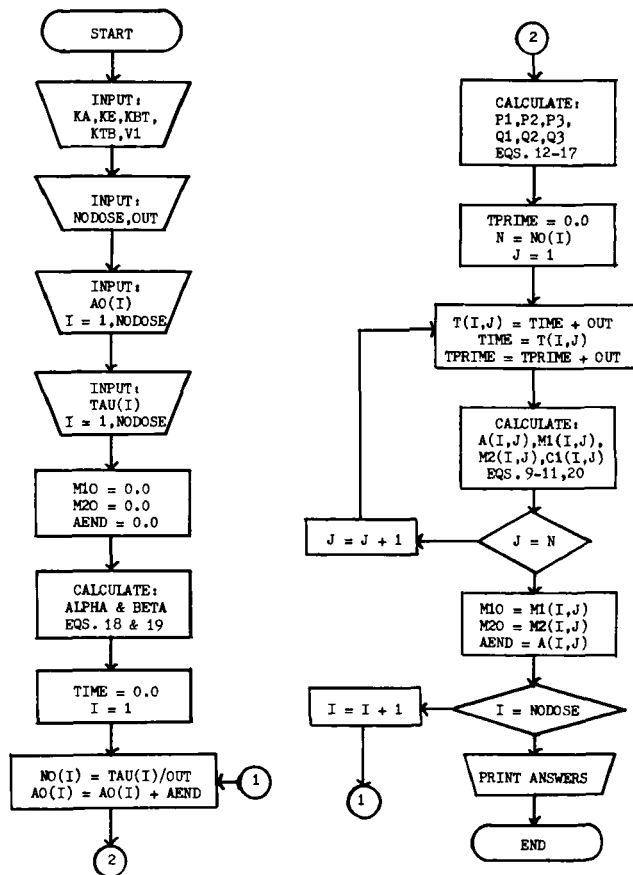 START
INPUT:
KA,KE,KBT,
KTB,V1
INPUT:
NODOSE,OUT
INPUT:
AO(I)
I = 1,NODOSE
INPUT:
TAU(I)
I = 1,NODOSE
M1O = 0.0
M2O = 0.0
AEND = 0.0
CALCULATE:
ALPHA & BETA
EQS. 18 & 19
TIME = 0.0
I = 1
NO(I) = TAU(I)/OUT
AO(I) = AO(I) + AEND
1
2
2
CALCULATE:
P1,P2,P3,
Q1,Q2,Q3
EQS. 12-17
TPRIME = 0.0
N = NO(I)
J = 1
T(I,J) = TIME + OUT
TIME = T(I,J)
TPRIME = TPRIME + OUT
CALCULATE:
A(I,J),M1(I,J),
M2(I,J),C1(I,J)
EQS. 9-11,20
J = J + 1
J = N
M1O = M1(I,J)
M2O = M2(I,J)
AEND = A(I,J)
I = I + 1
I = NODOSE
1
PRINT ANSWERS
END